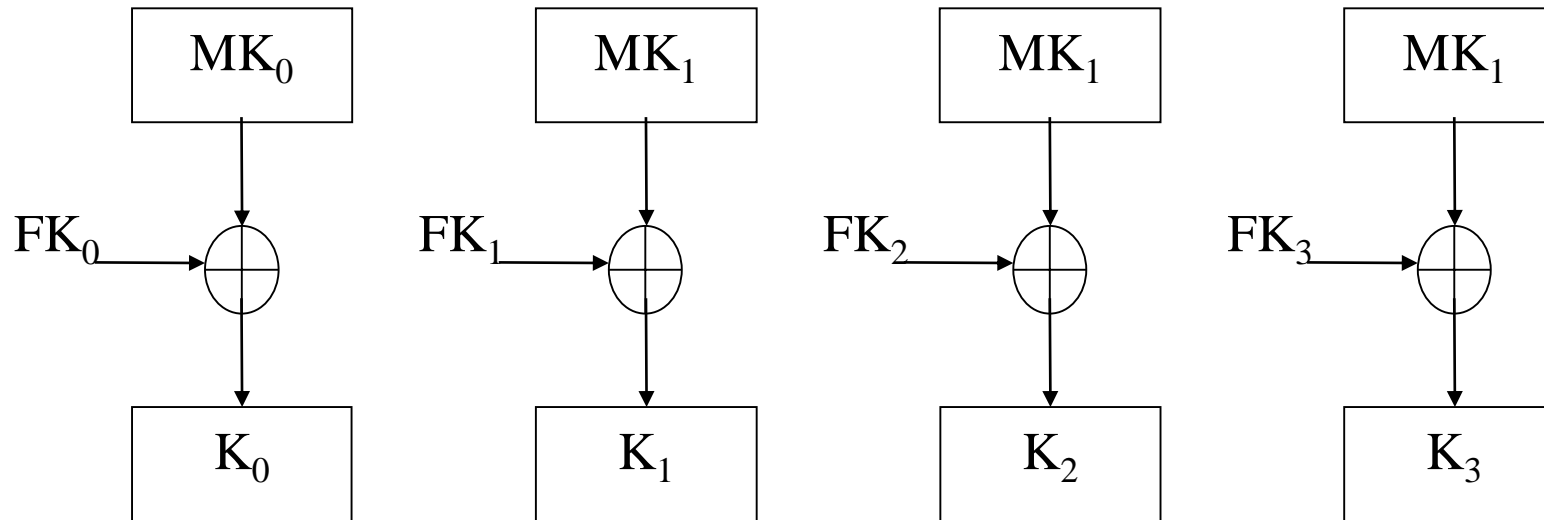 MK₀ MK₁ MK₁ MK₁
FK₀ FK₁ FK₂ FK₃
K₀ K₁ K₂ K₃